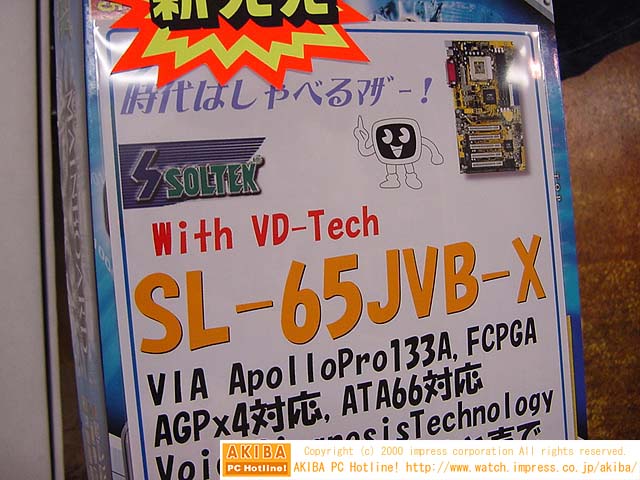 新発売
時代はしゃべるﾏｻﾞｰ!
SOLTEK
With VD-Tech
SL-65JVB-X
VIA ApolloPro133A, FCPGA
AGPx4対応, ATA66対応
Technology
MAINBOARD
AKIBA
PC Hotline!
Copyright (c) 2000 impress corporation All rights reserved.
AKIBA PC Hotline! http://www.watch.impress.co.jp/akiba/